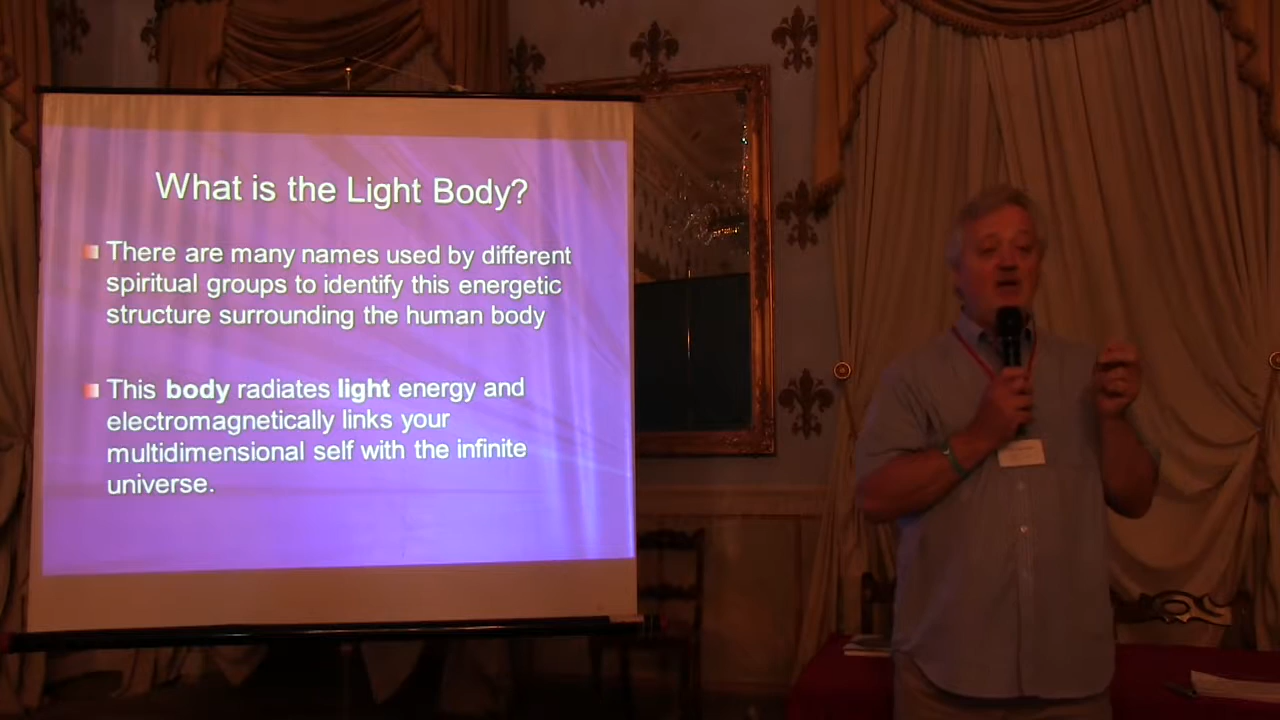 What is the Light Body?
There are many names used by different
spiritual groups to identify this energetic
structure surrounding the human body
This body radiates light energy and
electromagnetically links your
multidimensional self with the infinite
universe.